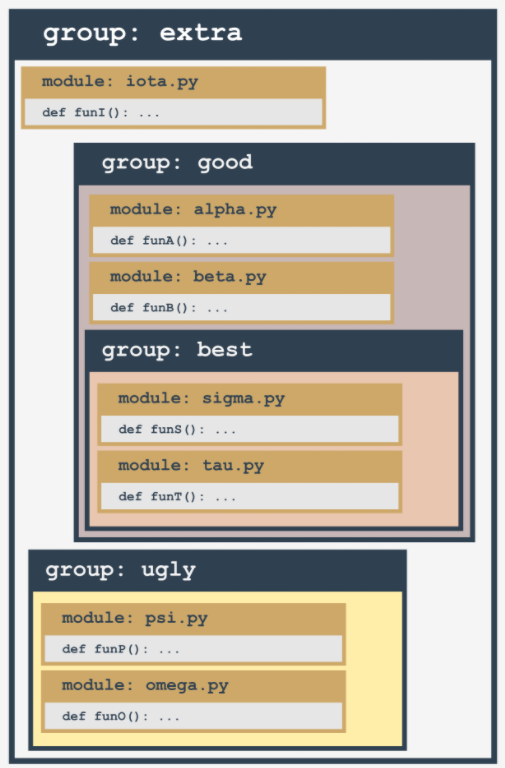 group: extra
module: iota.py
def funI(): ...
group: good
module: alpha.py
def funA(): ...
module: beta.py
def funB(): ...
group: best
module: sigma.py
def funS(): ...
module: tau.py
def funT(): ...
group: ugly
module: psi.py
def funP(): ...
module: omega.py
def funO(): ...